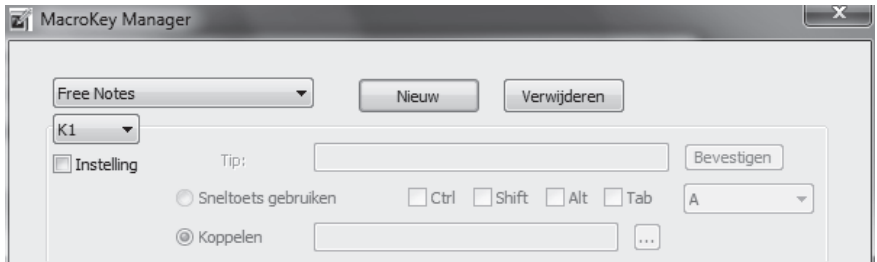 MacroKey Manager
Free Notes Nieuw Verwijderen
K1
Instelling Tip: Bevestigen
Sneltoets gebruiken Ctrl Shift Alt Tab A
Koppelen ...